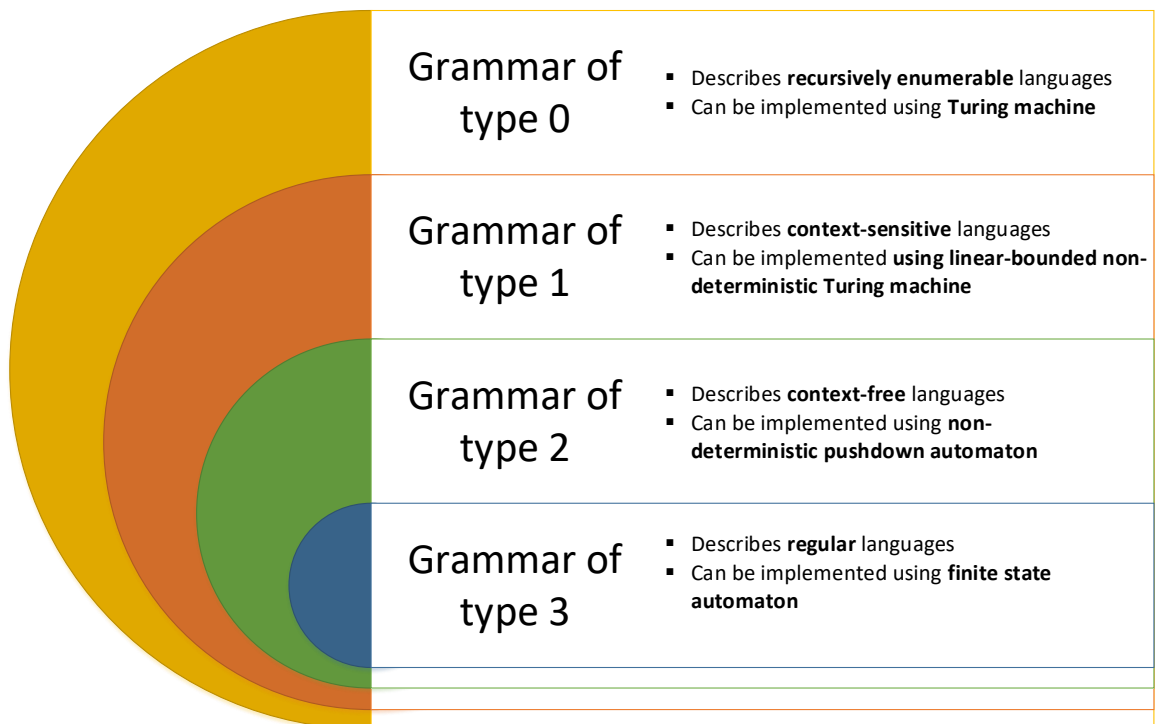 Grammar of
type 0
▪ Describes recursively enumerable languages
▪ Can be implemented using Turing machine
Grammar of
type 1
▪ Describes context-sensitive languages
▪ Can be implemented using linear-bounded non-
deterministic Turing machine
Grammar of
type 2
▪ Describes context-free languages
▪ Can be implemented using non-
deterministic pushdown automaton
Grammar of
type 3
▪ Describes regular languages
▪ Can be implemented using finite state
automaton